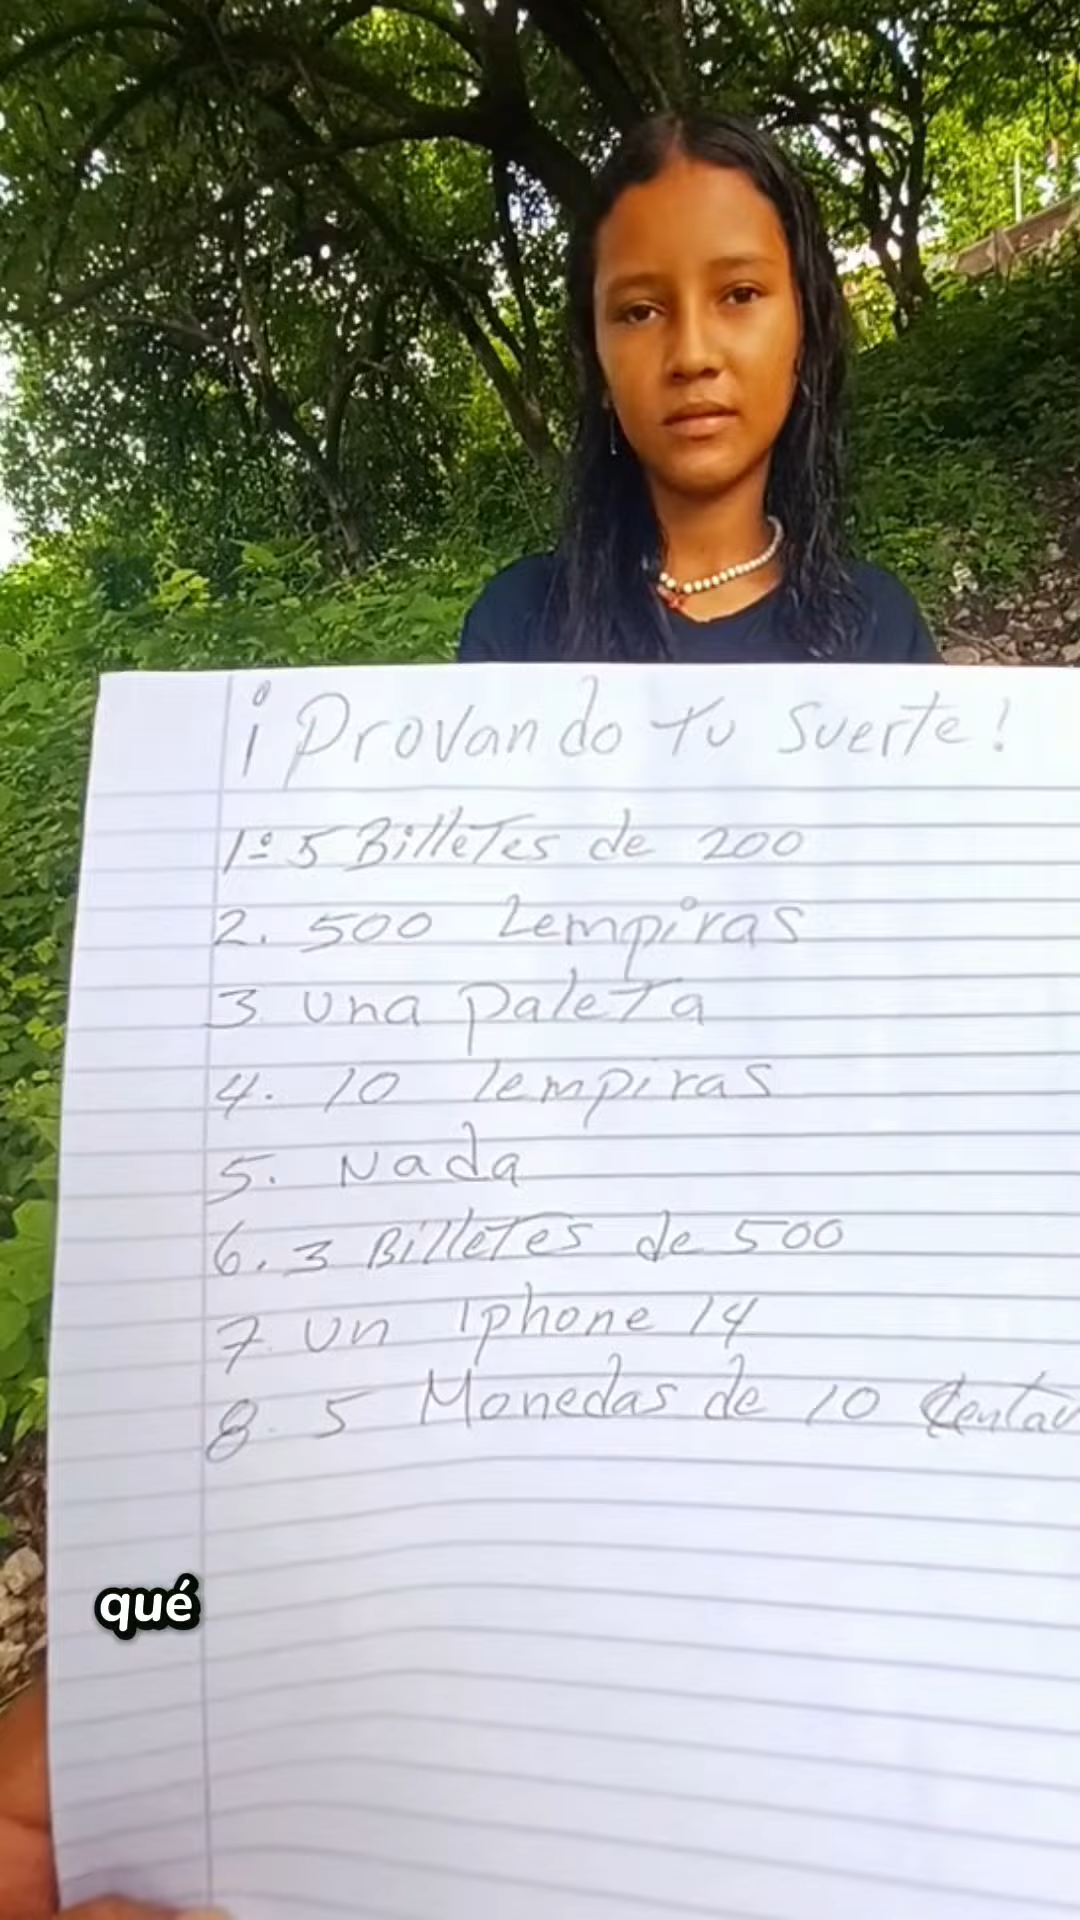 ¡Provando tu suerte!
1º 5 Billetes de 200
2. 500 Lempiras
3 una paleta
4. 10 lempiras
5. Nada
6. 3 Billetes de 500
7 un Iphone 14
8. 5 Monedas de 10 Centav
qué